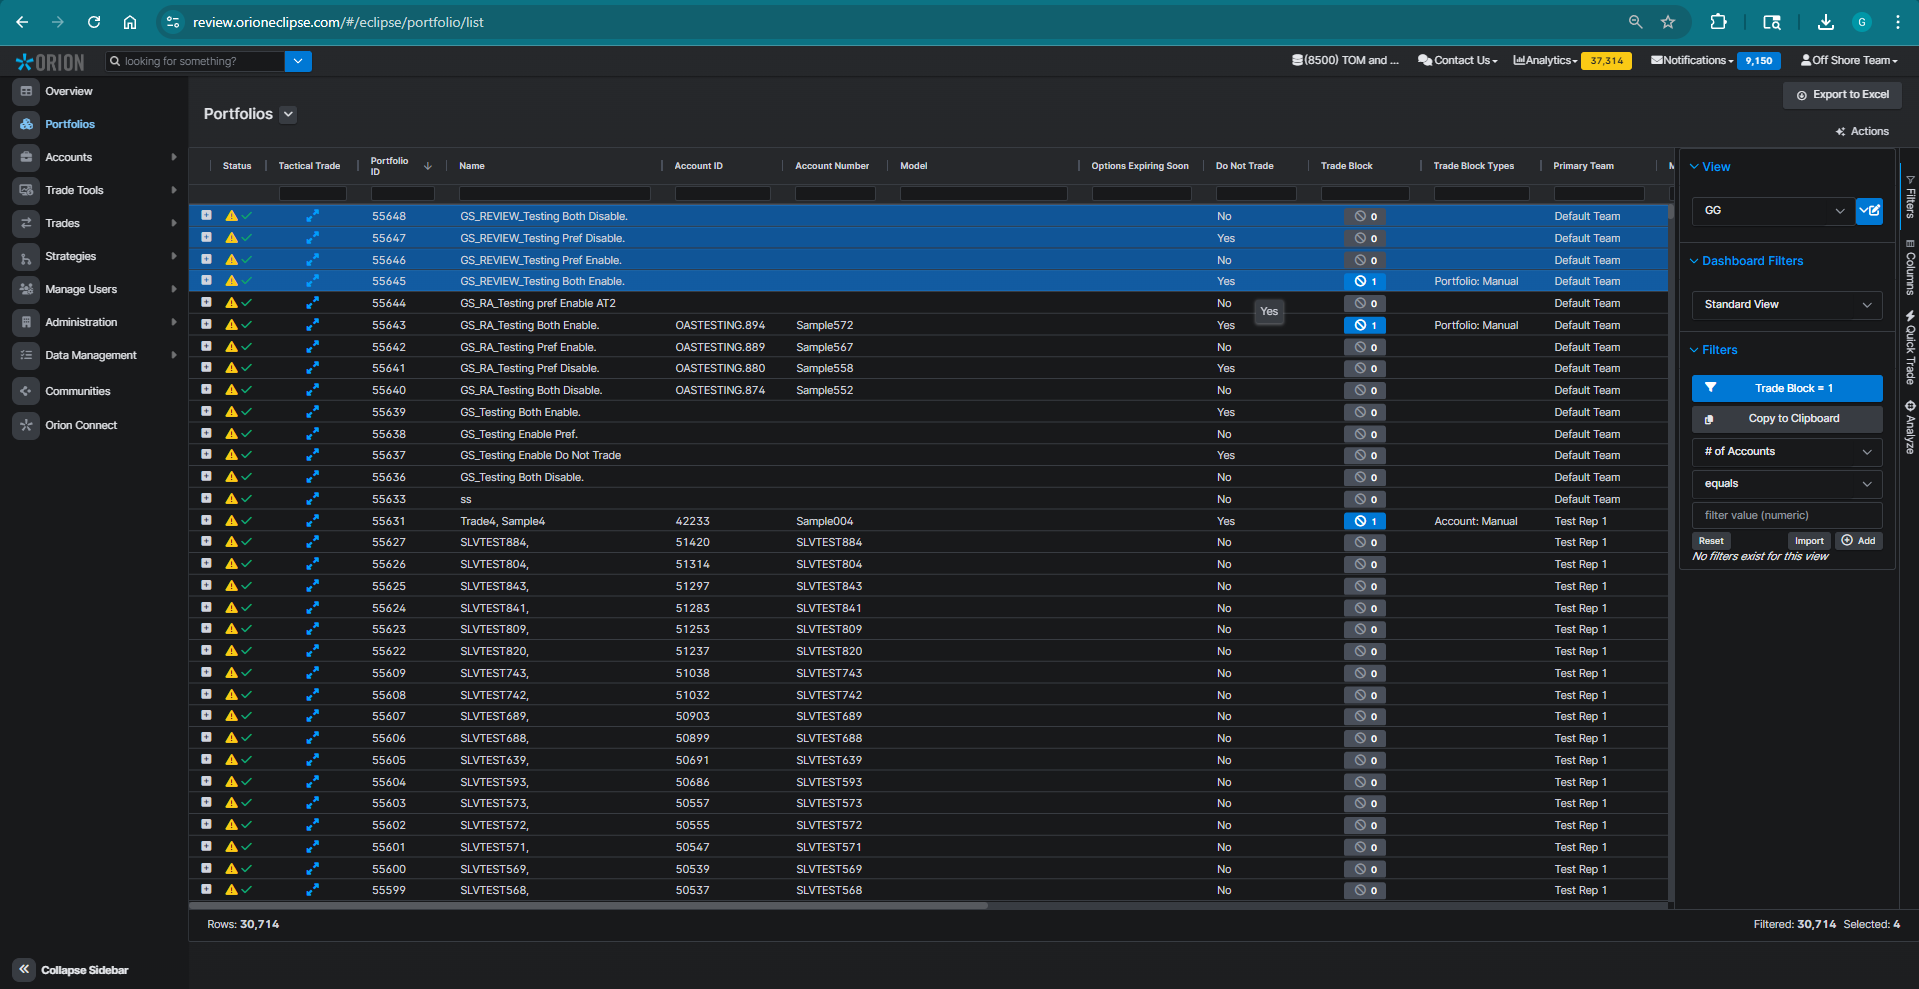 review.orioneclipse.com/#/eclipse/portfolio/list
G
ORION
looking for something?
(8500) TOM and ...
Contact Us
Analytics
37,314
Notifications
9,150
Off Shore Team
Overview
Portfolios
Accounts
Trade Tools
Trades
Strategies
Manage Users
Administration
Data Management
Communities
Orion Connect
Collapse Sidebar
Portfolios
Export to Excel
Actions
Status Tactical Trade Portfolio ID Name Account ID Account Number Model Options Expiring Soon Do Not Trade Trade Block Trade Block Types Primary Team M
55648 GS_REVIEW_Testing Both Disable. No 0 Default Team
55647 GS_REVIEW_Testing Pref Disable. Yes 0 Default Team
55646 GS_REVIEW_Testing Pref Enable. No 0 Default Team
55645 GS_REVIEW_Testing Both Enable. Yes 1 Portfolio: Manual Default Team
55644 GS_RA_Testing pref Enable AT2 No 0 Default Team
Yes
55643 GS_RA_Testing Both Enable. OASTESTING.894 Sample572 Yes 1 Portfolio: Manual Default Team
55642 GS_RA_Testing Pref Enable. OASTESTING.889 Sample567 No 0 Default Team
55641 GS_RA_Testing Pref Disable. OASTESTING.880 Sample558 Yes 0 Default Team
55640 GS_RA_Testing Both Disable. OASTESTING.874 Sample552 No 0 Default Team
55639 GS_Testing Both Enable. Yes 0 Default Team
55638 GS_Testing Enable Pref. No 0 Default Team
55637 GS_Testing Enable Do Not Trade Yes 0 Default Team
55636 GS_Testing Both Disable. No 0 Default Team
55633 ss No 0 Default Team
55631 Trade4, Sample4 42233 Sample004 Yes 1 Account: Manual Test Rep 1
55627 SLVTEST884, 51420 SLVTEST884 No 0 Test Rep 1
55626 SLVTEST804, 51314 SLVTEST804 No 0 Test Rep 1
55625 SLVTEST843, 51297 SLVTEST843 No 0 Test Rep 1
55624 SLVTEST841, 51283 SLVTEST841 No 0 Test Rep 1
55623 SLVTEST809, 51253 SLVTEST809 No 0 Test Rep 1
55622 SLVTEST820, 51237 SLVTEST820 No 0 Test Rep 1
55609 SLVTEST743, 51038 SLVTEST743 No 0 Test Rep 1
55608 SLVTEST742, 51032 SLVTEST742 No 0 Test Rep 1
55607 SLVTEST689, 50903 SLVTEST689 No 0 Test Rep 1
55606 SLVTEST688, 50899 SLVTEST688 No 0 Test Rep 1
55605 SLVTEST639, 50691 SLVTEST639 No 0 Test Rep 1
55604 SLVTEST593, 50686 SLVTEST593 No 0 Test Rep 1
55603 SLVTEST573, 50557 SLVTEST573 No 0 Test Rep 1
55602 SLVTEST572, 50555 SLVTEST572 No 0 Test Rep 1
55601 SLVTEST571, 50547 SLVTEST571 No 0 Test Rep 1
55600 SLVTEST569, 50539 SLVTEST569 No 0 Test Rep 1
55599 SLVTEST568, 50537 SLVTEST568 No 0 Test Rep 1
Rows: 30,714
Filtered: 30,714 Selected: 4
View
GG
Dashboard Filters
Standard View
Filters
Trade Block = 1
Copy to Clipboard
# of Accounts
equals
filter value (numeric)
Reset Import Add
No filters exist for this view
Filters
Columns
Quick Trade
Analyze